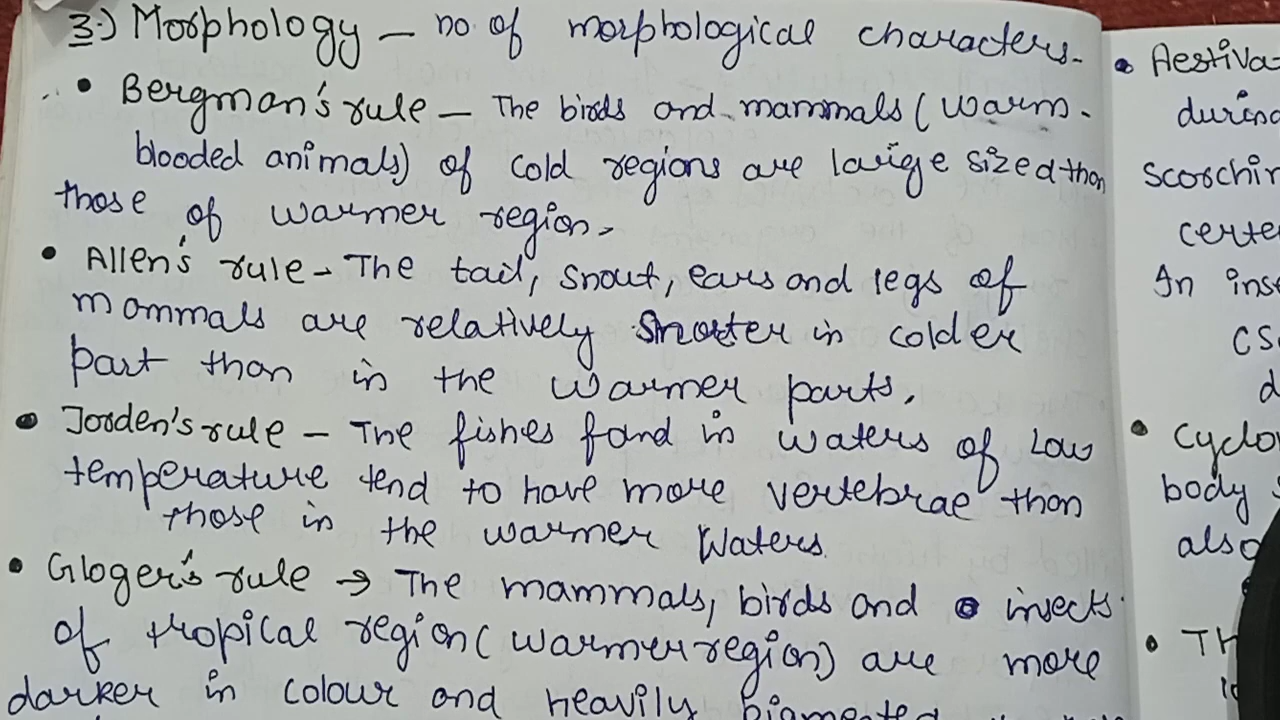 3.) Morphology – no. of morphological characters.
• Bergman's rule – The birds and mammals (warm-
blooded animals) of cold regions are large sized than
those of warmer region.
• Allen's rule – The tail, snout, ears and legs of
mammals are relatively shorter in colder
part than in the warmer parts.
• Jorden's rule – The fishes fond in waters of low
temperature tend to have more vertebrae than
those in the warmer waters.
• Gloger's rule → The mammals, birds and insects
of tropical region (warmer region) are more
darker in colour and heavily pigmented
• Aestiva
during
scorchin
certe
In inse
cs
d
• Cyclo
body s
also
• Th